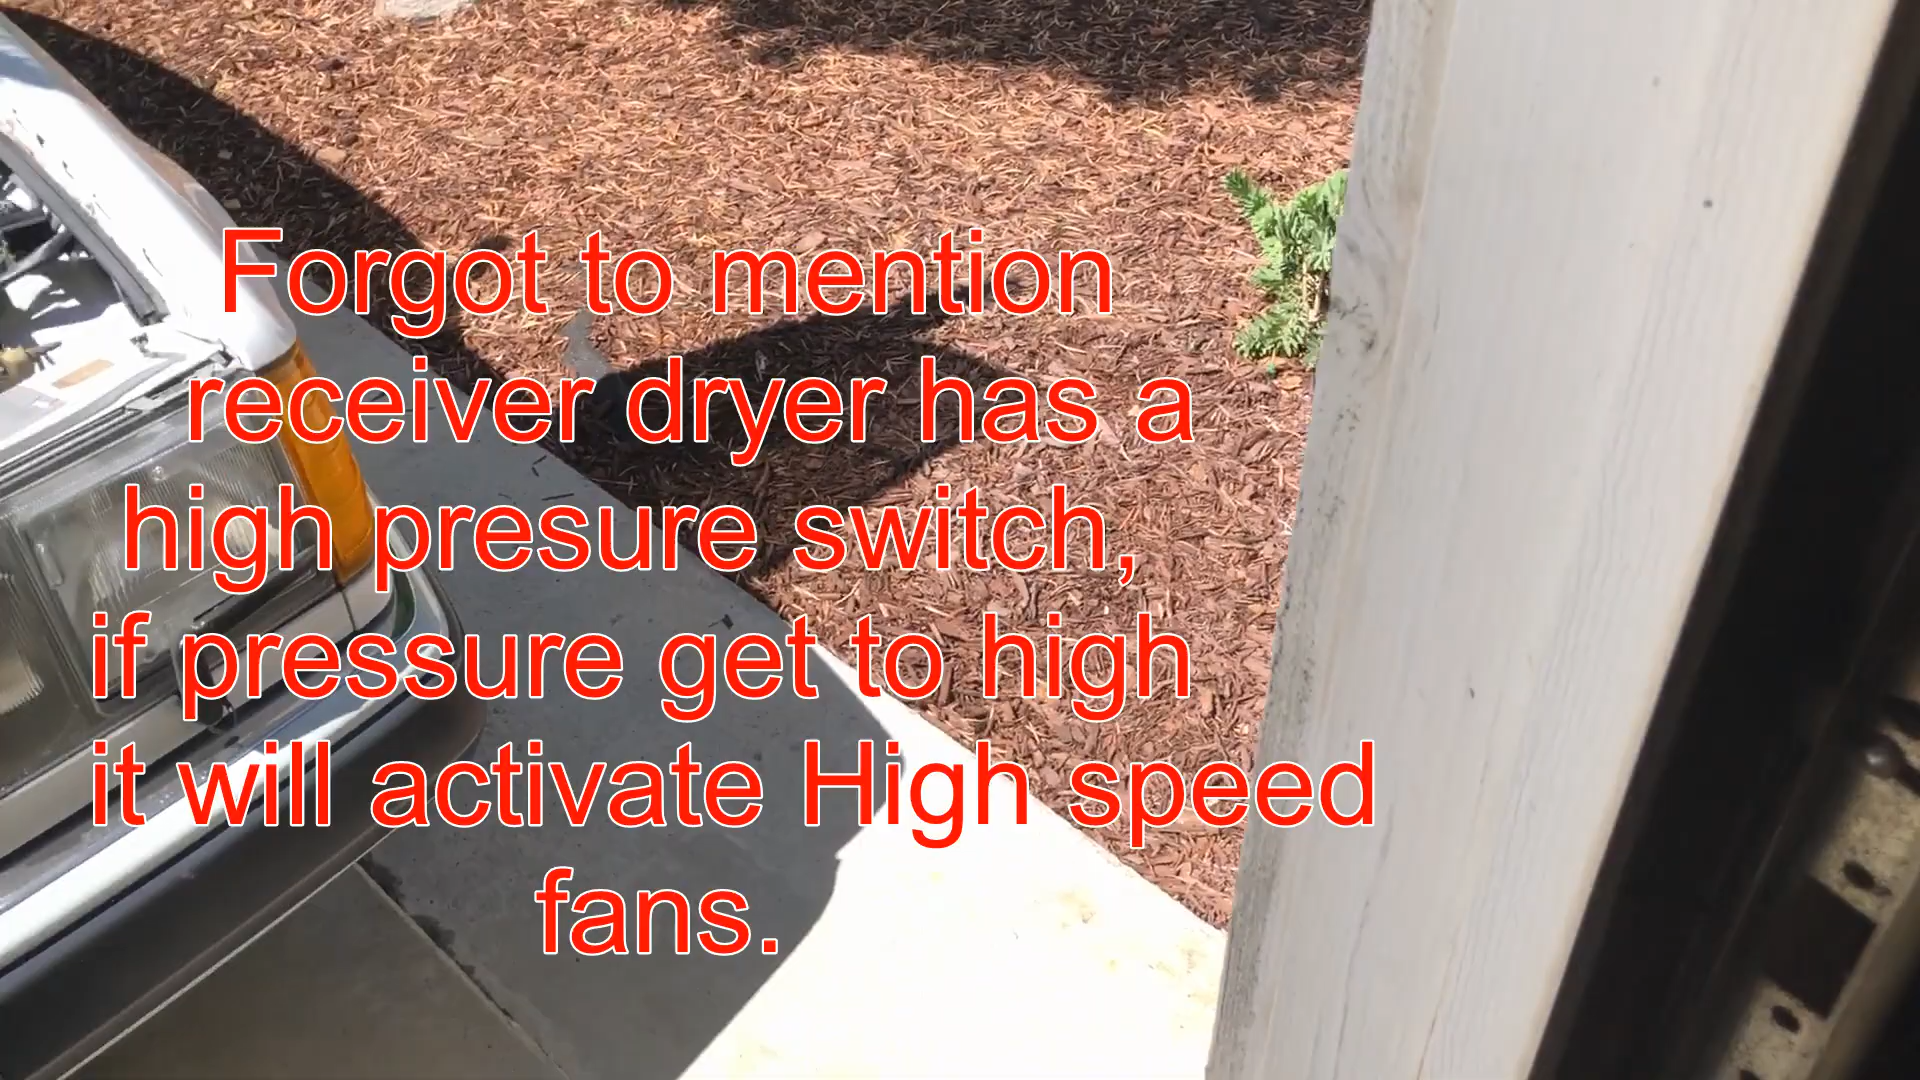 Forgot to mention
receiver dryer has a
high presure switch,
if pressure get to high
it will activate High speed
fans.